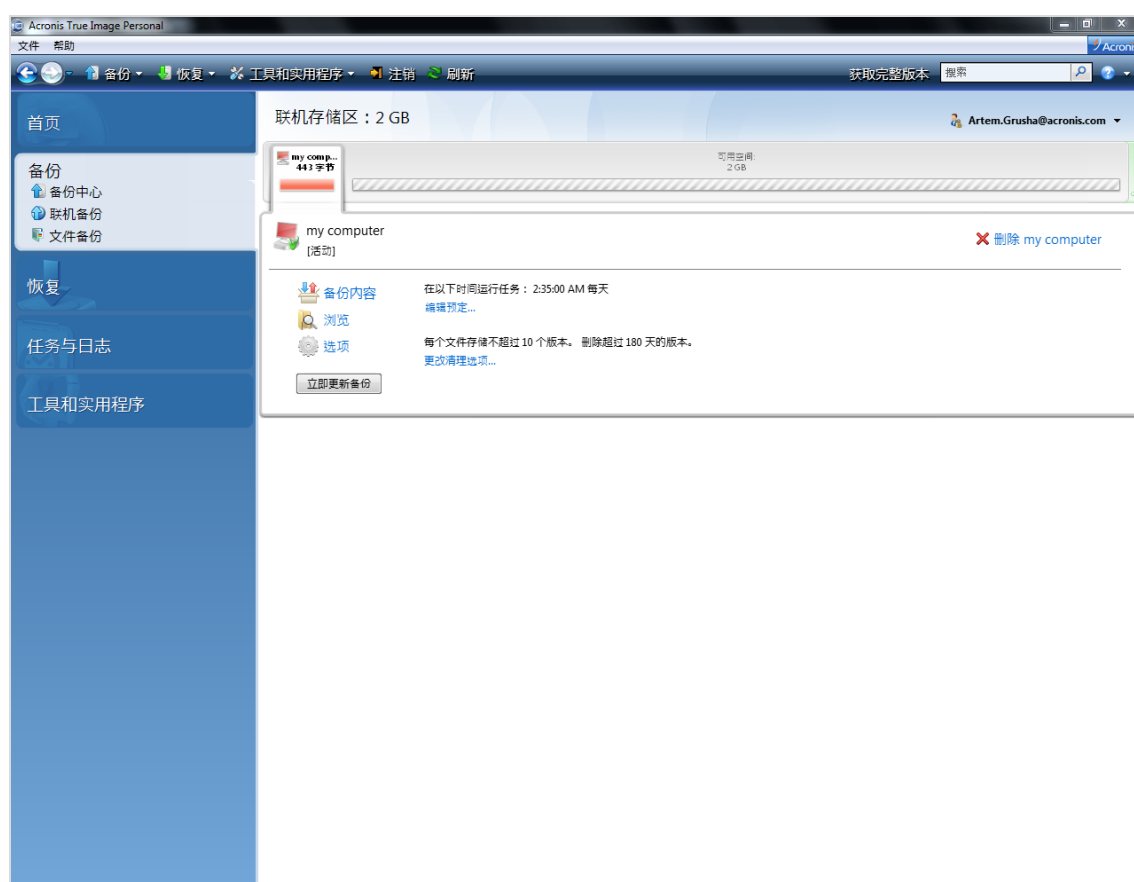 Acronis True Image Personal
文件 帮助
Acronis
备份 恢复 工具和实用程序 注销 刷新 获取完整版本 搜索
首页
备份
备份中心
联机备份
文件备份
恢复
任务与日志
工具和实用程序
联机存储区：2 GB
Artem.Grusha@acronis.com
my comp...
443 字节
可用空间:
2 GB
my computer
[活动]
删除 my computer
备份内容
在以下时间运行任务： 2:35:00 AM 每天
编辑预定...
浏览
选项
每个文件存储不超过 10 个版本。 删除超过 180 天的版本。
更改清理选项...
立即更新备份